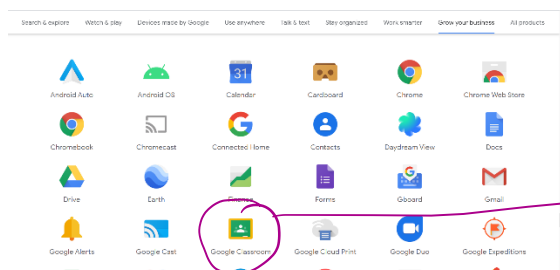 Search & explore Watch & play Devices made by Google Use anywhere Talk & text Stay organized Work smarter Grow your business All products
Android Auto Android OS Calendar Cardboard Chrome Chrome Web Store
Chromebook Chromecast Connected Home Contacts Daydream View Docs
Drive Earth Finance Forms Gboard Gmail
Google Alerts Google Cast Google Classroom Google Cloud Print Google Duo Google Expeditions